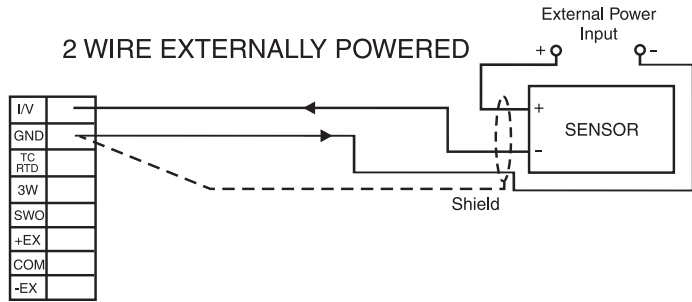 External Power
Input
+ -
2 WIRE EXTERNALLY POWERED
I/V
GND
TC
RTD
3W
SWO
+EX
COM
-EX
+
SENSOR
-
Shield